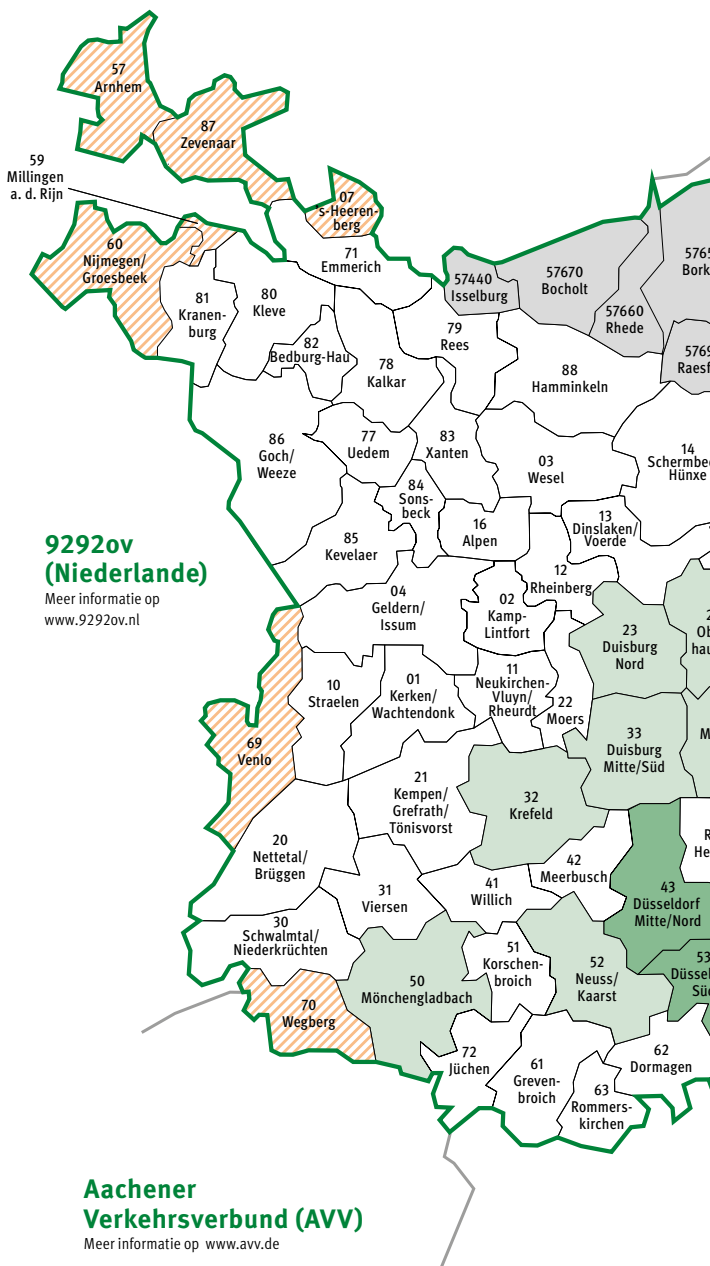 57
Arnhem
87
Zevenaar
59
Millingen
a. d. Rijn
07
's-Heeren-
berg
60
Nijmegen/
Groesbeek
71
Emmerich
57440
Isselburg
57670
Bocholt
57660
Rhede
81
Kranen-
burg
80
Kleve
82
Bedburg-Hau
78
Kalkar
79
Rees
88
Hamminkeln
86
Goch/
Weeze
77
Uedem
83
Xanten
03
Wesel
14
Hünxe
84
Sons-
beck
16
Alpen
13
Dinslaken/
Voerde
85
Kevelaer
9292ov
(Niederlande)
Meer informatie op
www.9292ov.nl
04
Geldern/
Issum
02
Kamp-
Lintfort
12
Rheinberg
23
Duisburg
Nord
10
Straelen
01
Kerken/
Wachtendonk
11
Neukirchen-
Vluyn/
Rheurdt
22
Moers
69
Venlo
33
Duisburg
Mitte/Süd
21
Kempen/
Grefrath/
Tönisvorst
32
Krefeld
20
Nettetal/
Brüggen
42
Meerbusch
31
Viersen
41
Willich
43
Düsseldorf
Mitte/Nord
30
Schwalmtal/
Niederkrüchten
51
Korschen-
broich
52
Neuss/
Kaarst
53
50
Mönchengladbach
70
Wegberg
72
Jüchen
61
Greven-
broich
62
Dormagen
63
Rommers-
kirchen
Aachener
Verkehrsverbund (AVV)
Meer informatie op www.avv.de